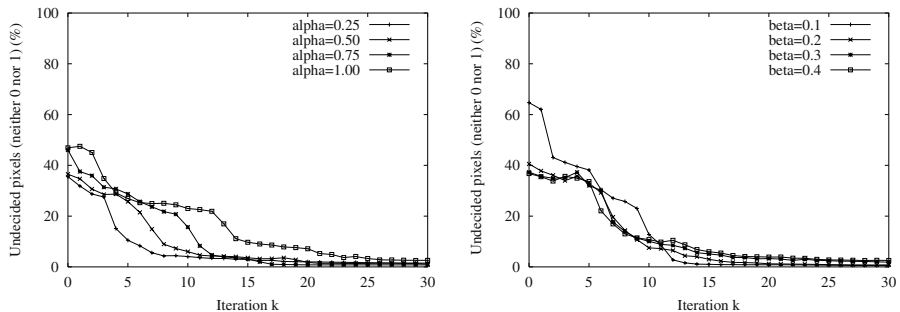 Undecided pixels (neither 0 nor 1) (%)
100
80
60
40
20
0
alpha=0.25
alpha=0.50
alpha=0.75
alpha=1.00
0 5 10 15 20 25 30
Iteration k
Undecided pixels (neither 0 nor 1) (%)
100
80
60
40
20
0
beta=0.1
beta=0.2
beta=0.3
beta=0.4
0 5 10 15 20 25 30
Iteration k